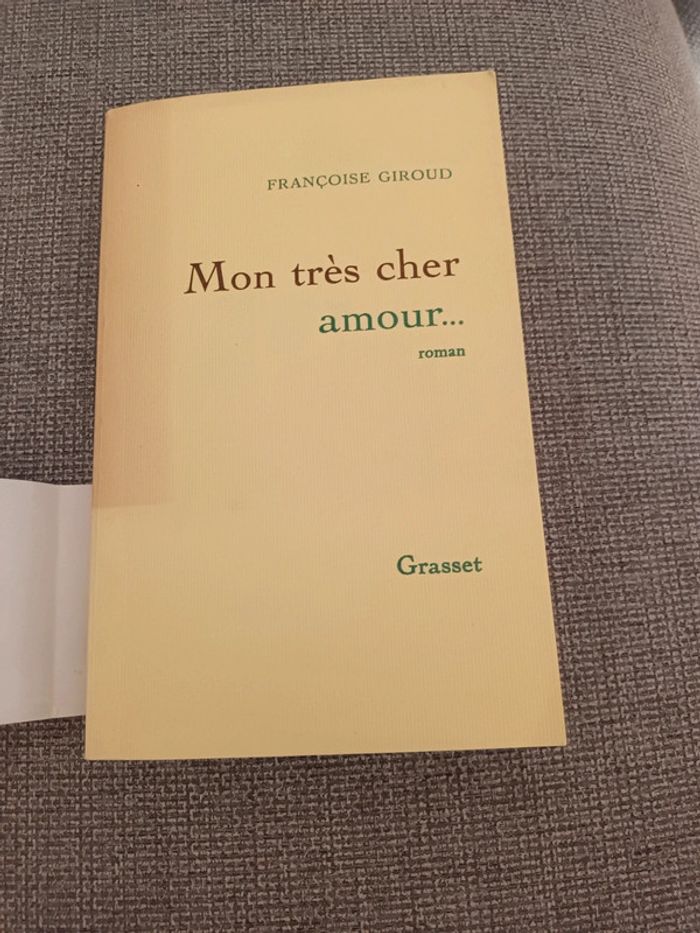 FRANÇOISE GIROUD
Mon très cher
amour...
roman
Grasset